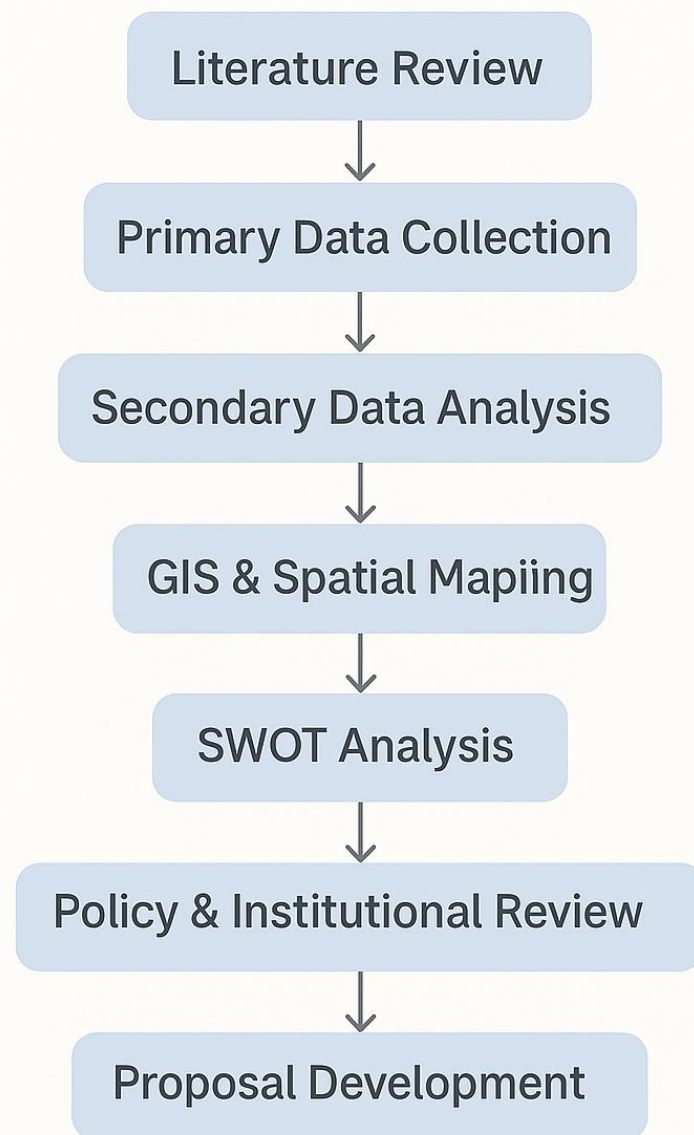 Literature Review
Primary Data Collection
Secondary Data Analysis
GIS & Spatial Mapiing
SWOT Analysis
Policy & Institutional Review
Proposal Development